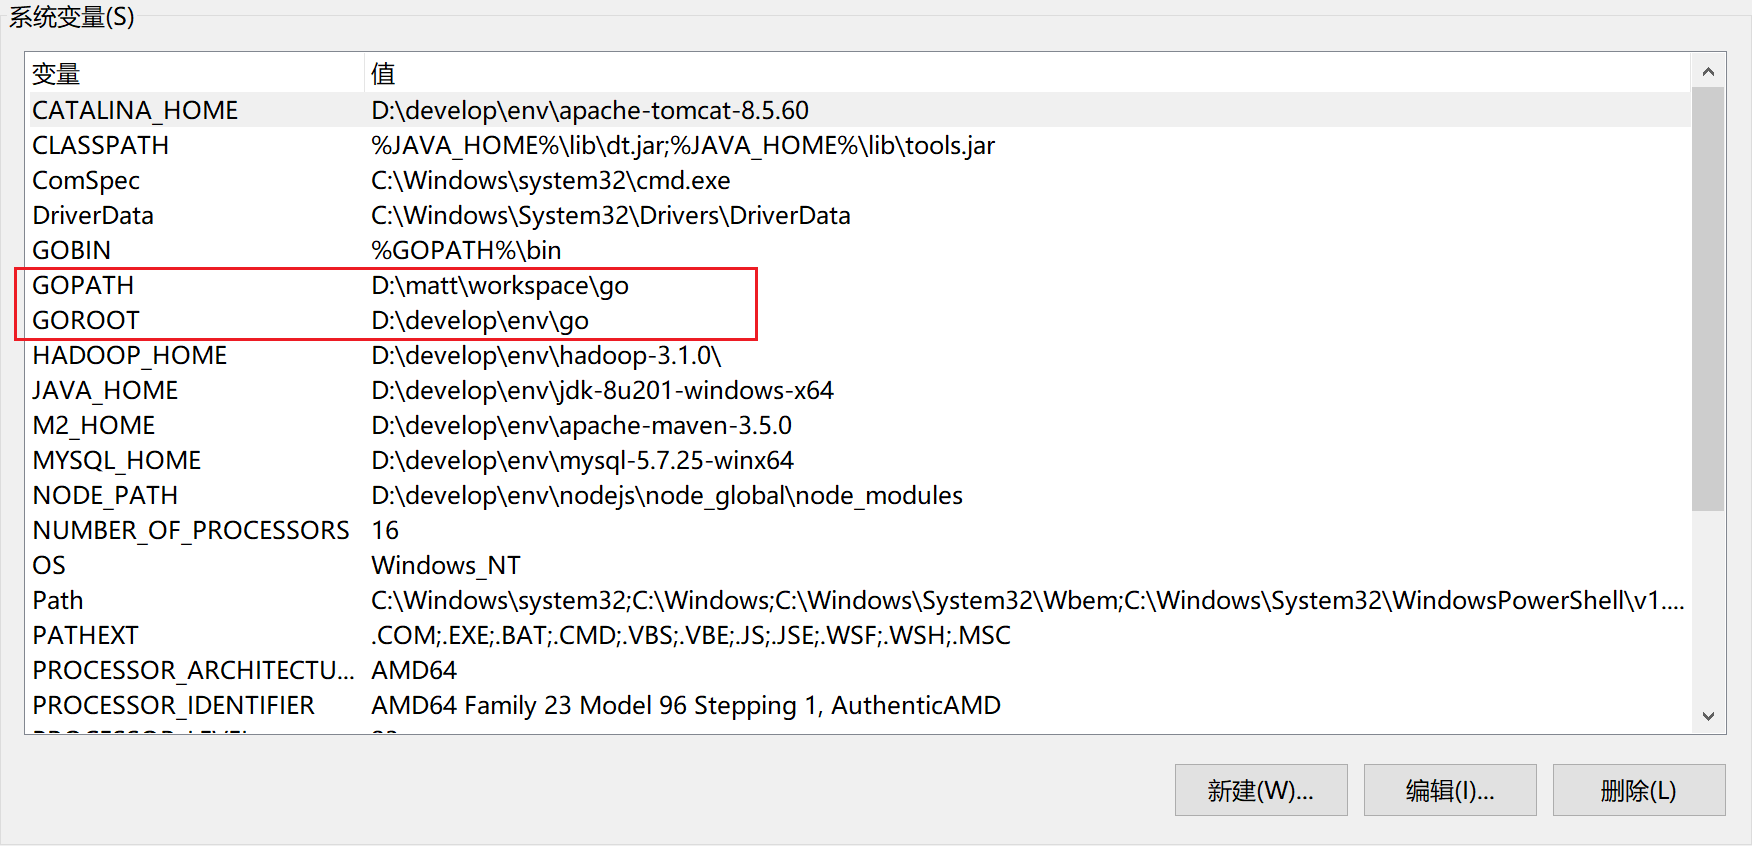 系统变量(S)
变量 值
CATALINA_HOME D:\develop\env\apache-tomcat-8.5.60
CLASSPATH %JAVA_HOME%\lib\dt.jar;%JAVA_HOME%\lib\tools.jar
ComSpec C:\Windows\system32\cmd.exe
DriverData C:\Windows\System32\Drivers\DriverData
GOBIN %GOPATH%\bin
GOPATH D:\matt\workspace\go
GOROOT D:\develop\env\go
HADOOP_HOME D:\develop\env\hadoop-3.1.0\
JAVA_HOME D:\develop\env\jdk-8u201-windows-x64
M2_HOME D:\develop\env\apache-maven-3.5.0
MYSQL_HOME D:\develop\env\mysql-5.7.25-winx64
NODE_PATH D:\develop\env\nodejs\node_global\node_modules
NUMBER_OF_PROCESSORS 16
OS Windows_NT
Path C:\Windows\system32;C:\Windows;C:\Windows\System32\Wbem;C:\Windows\System32\WindowsPowerShell\v1....
PATHEXT .COM;.EXE;.BAT;.CMD;.VBS;.VBE;.JS;.JSE;.WSF;.WSH;.MSC
PROCESSOR_ARCHITECTU... AMD64
PROCESSOR_IDENTIFIER AMD64 Family 23 Model 96 Stepping 1, AuthenticAMD
新建(W)... 编辑(I)... 删除(L)